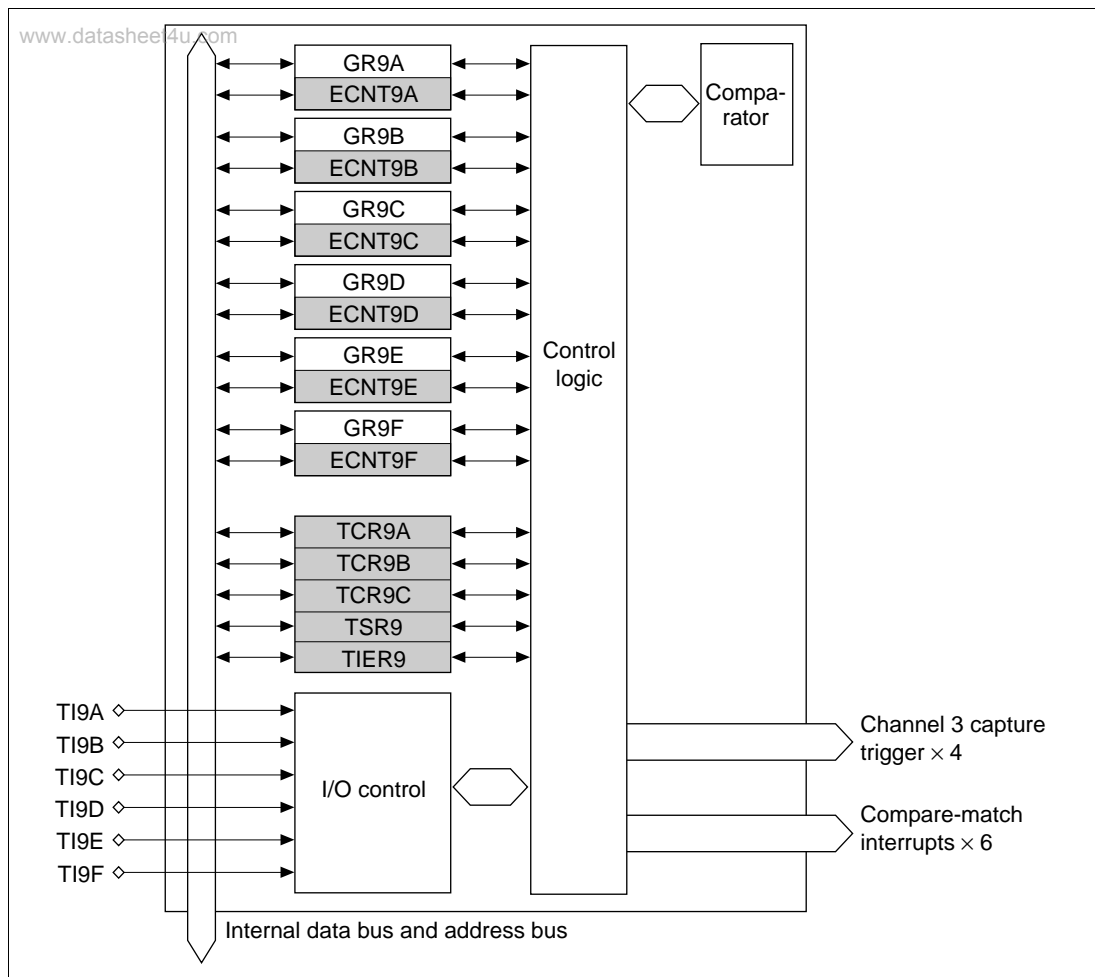 www.datasheet4u.com
GR9A
ECNT9A
GR9B
ECNT9B
GR9C
ECNT9C
GR9D
ECNT9D
GR9E
ECNT9E
GR9F
ECNT9F
TCR9A
TCR9B
TCR9C
TSR9
TIER9
Control
logic
Compa-
rator
TI9A
TI9B
TI9C
TI9D
TI9E
TI9F
I/O control
Channel 3 capture
trigger × 4
Compare-match
interrupts × 6
Internal data bus and address bus